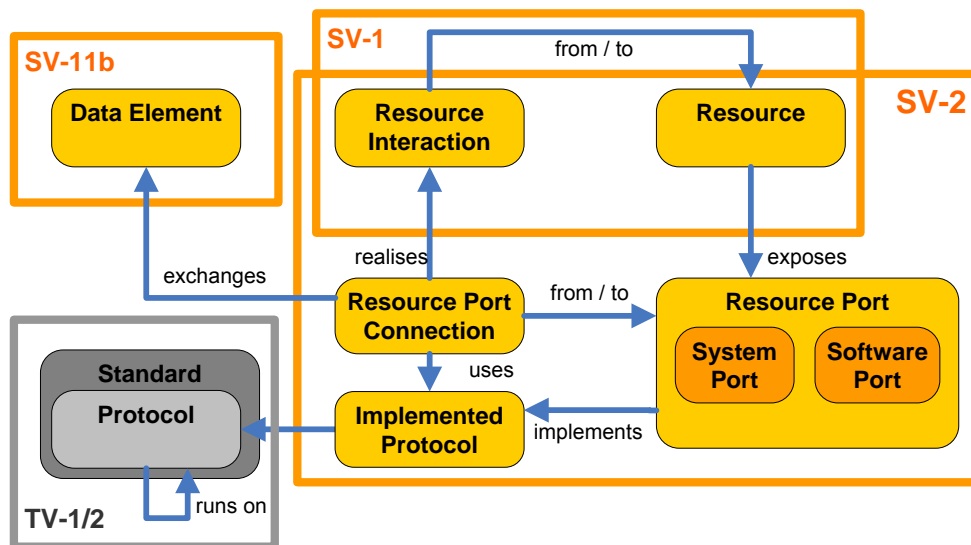 SV-1
from / to
SV-11b
SV-2
Data Element
Resource
Interaction
Resource
realises
exposes
exchanges
from / to
Resource Port
Connection
Resource Port
System
Port
Software
Port
uses
Standard
Protocol
Implemented
Protocol
implements
runs on
TV-1/2